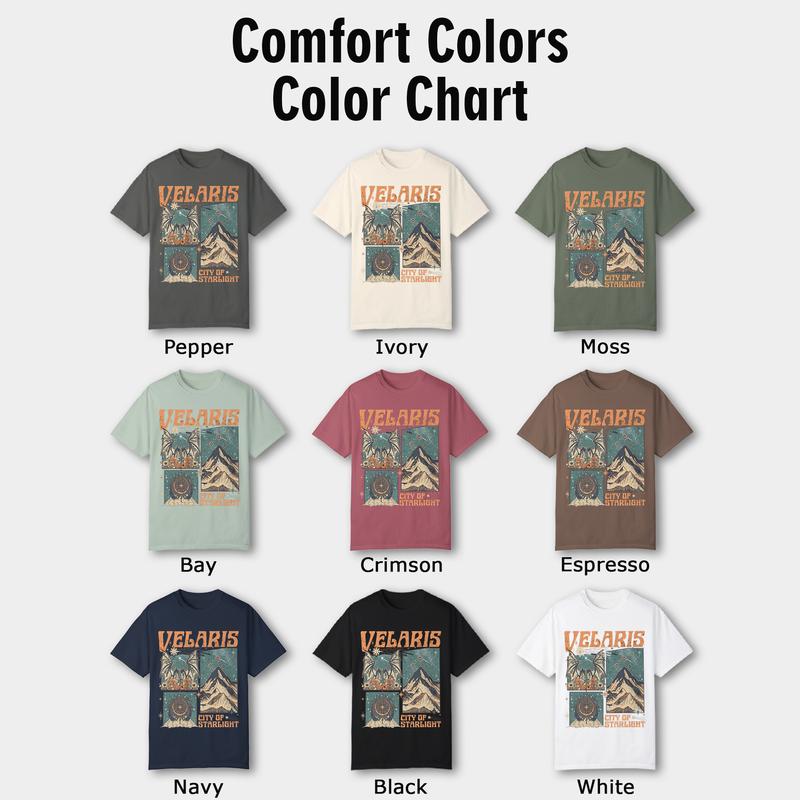 Comfort Colors
Color Chart
VELARIS
CITY OF
STARLIGHT
VELARIS
CITY OF
STARLIGHT
VELARIS
CITY OF
STARLIGHT
Pepper Ivory Moss
VELARIS
CITY OF
STARLIGHT
VELARIS
CITY OF
STARLIGHT
VELARIS
CITY OF
STARLIGHT
Bay Crimson Espresso
VELARIS
CITY OF
STARLIGHT
VELARIS
CITY OF
STARLIGHT
VELARIS
CITY OF
STARLIGHT
Navy Black White